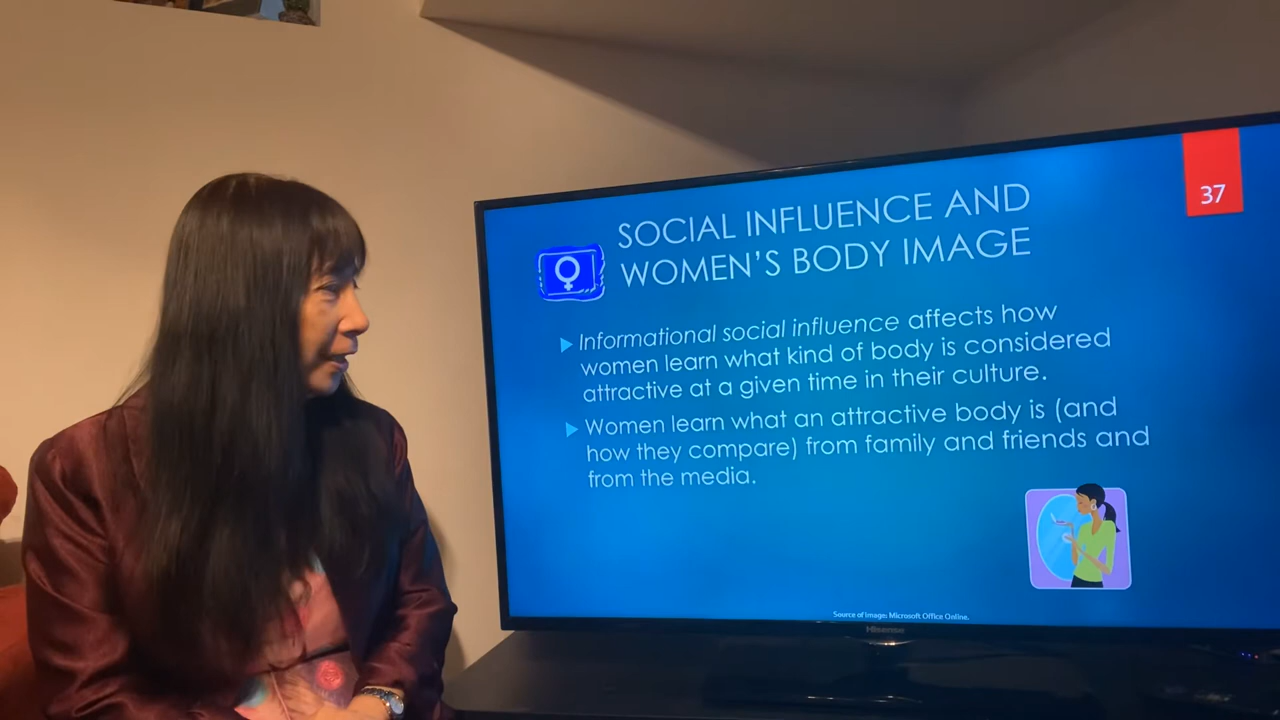 37
SOCIAL INFLUENCE AND
WOMEN'S BODY IMAGE
Informational social influence affects how
women learn what kind of body is considered
attractive at a given time in their culture.
Women learn what an attractive body is (and
how they compare) from family and friends and
from the media.
Source of Image: Microsoft Office Online.
Hisense